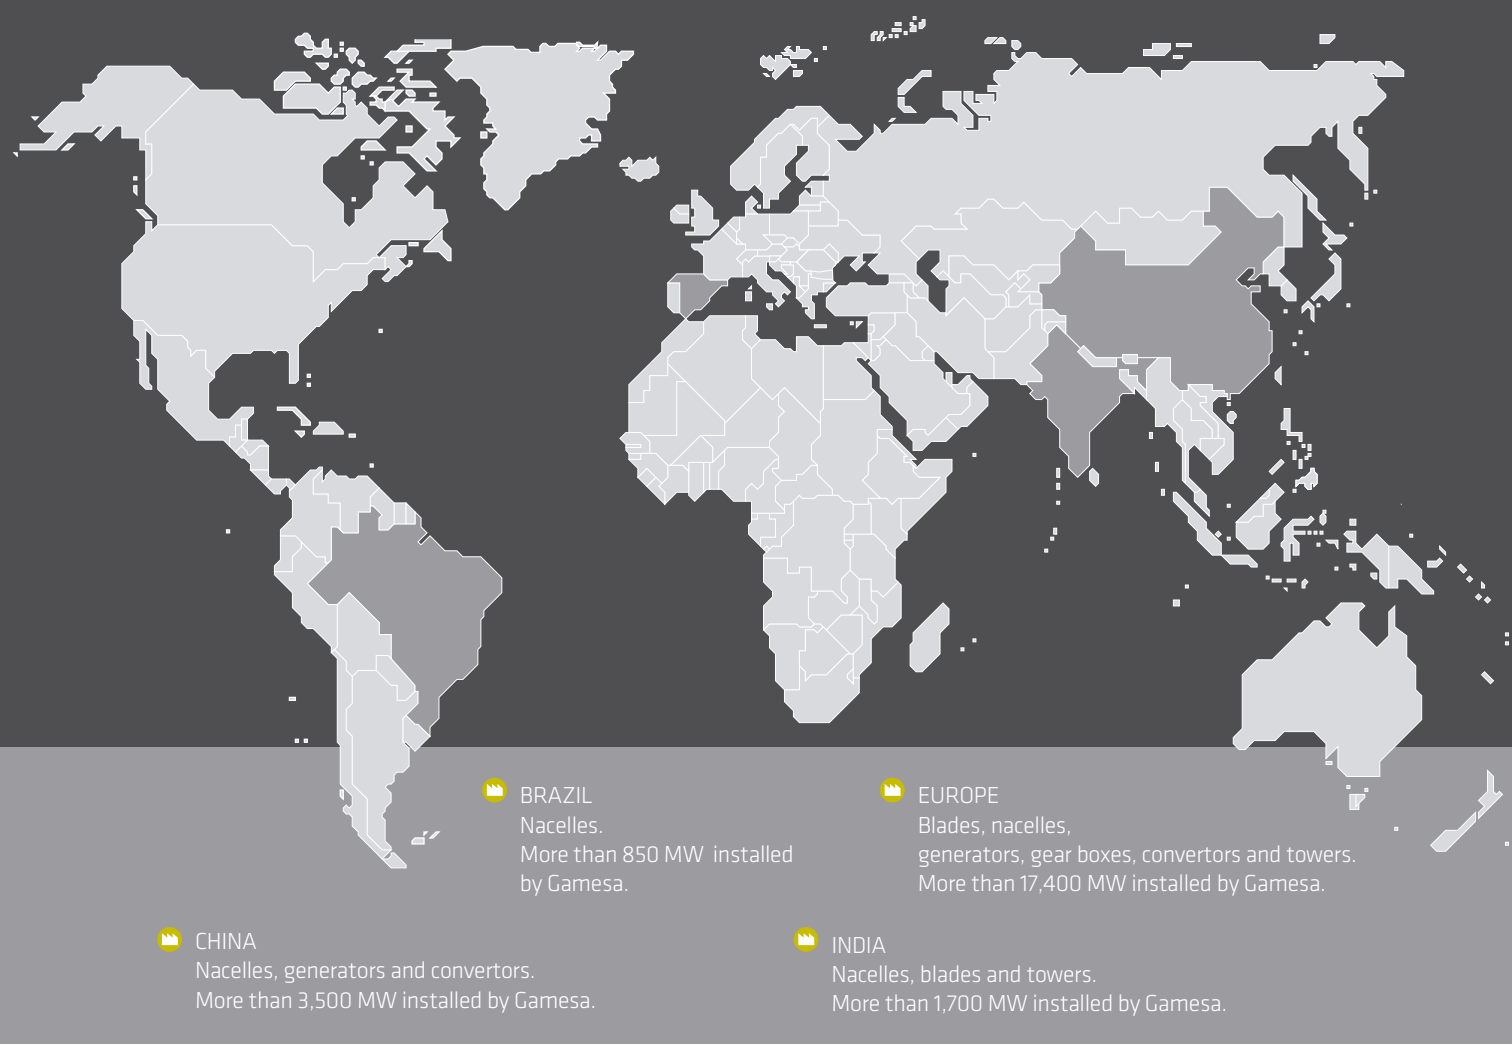 BRAZIL
Nacelles.
More than 850 MW installed
by Gamesa.
EUROPE
Blades, nacelles,
generators, gear boxes, convertors and towers.
More than 17,400 MW installed by Gamesa.
CHINA
Nacelles, generators and convertors.
More than 3,500 MW installed by Gamesa.
INDIA
Nacelles, blades and towers.
More than 1,700 MW installed by Gamesa.